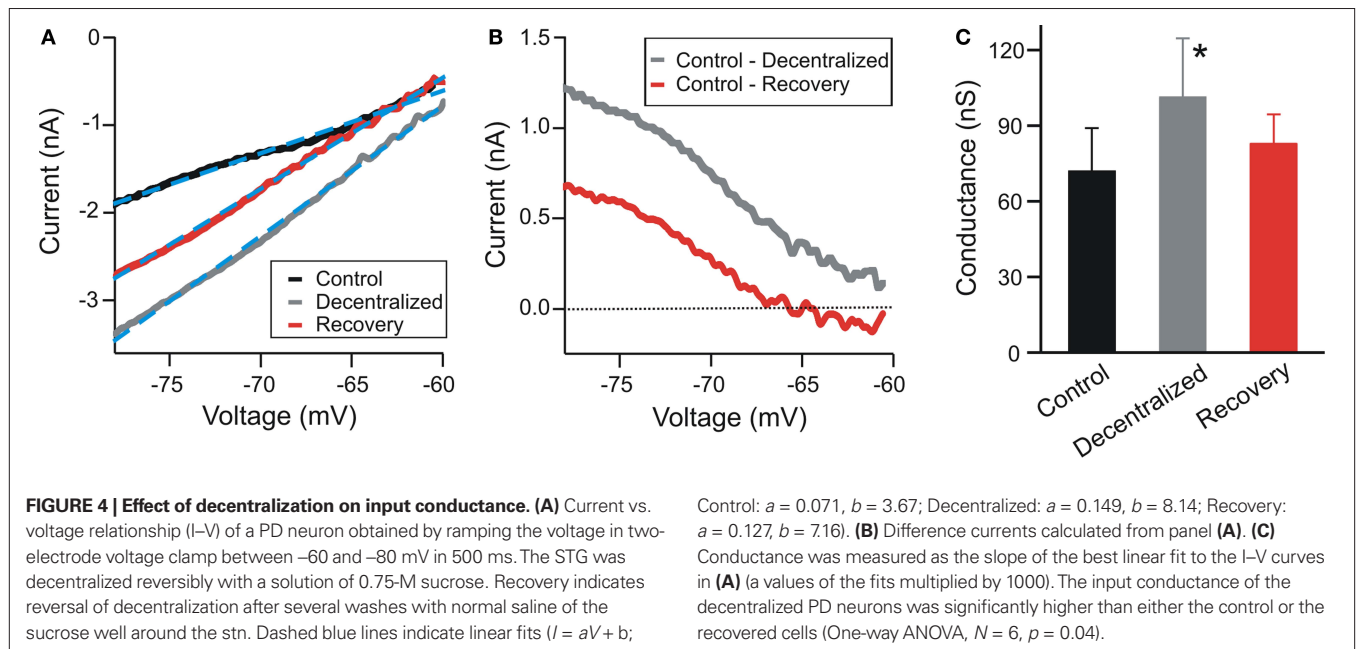 A
Current (nA)
0
-1
-2
-3
-75
-70
-65
-60
Voltage (mV)
Control
Decentralized
Recovery
B
Current (nA)
1.5
1.0
0.5
0.0
-75
-70
-65
-60
Voltage (mV)
Control - Decentralized
Control - Recovery
C
Conductance (nS)
120
90
60
30
0
*
Control
Decentralized
Recovery
FIGURE 4 | Effect of decentralization on input conductance. (A) Current vs.
voltage relationship (I–V) of a PD neuron obtained by ramping the voltage in two-
electrode voltage clamp between –60 and –80 mV in 500 ms. The STG was
decentralized reversibly with a solution of 0.75-M sucrose. Recovery indicates
reversal of decentralization after several washes with normal saline of the
sucrose well around the stn. Dashed blue lines indicate linear fits (I = aV + b;
Control: a = 0.071, b = 3.67; Decentralized: a = 0.149, b = 8.14; Recovery:
a = 0.127, b = 7.16). (B) Difference currents calculated from panel (A). (C)
Conductance was measured as the slope of the best linear fit to the I–V curves
in (A) (a values of the fits multiplied by 1000). The input conductance of the
decentralized PD neurons was significantly higher than either the control or the
recovered cells (One-way ANOVA, N = 6, p = 0.04).